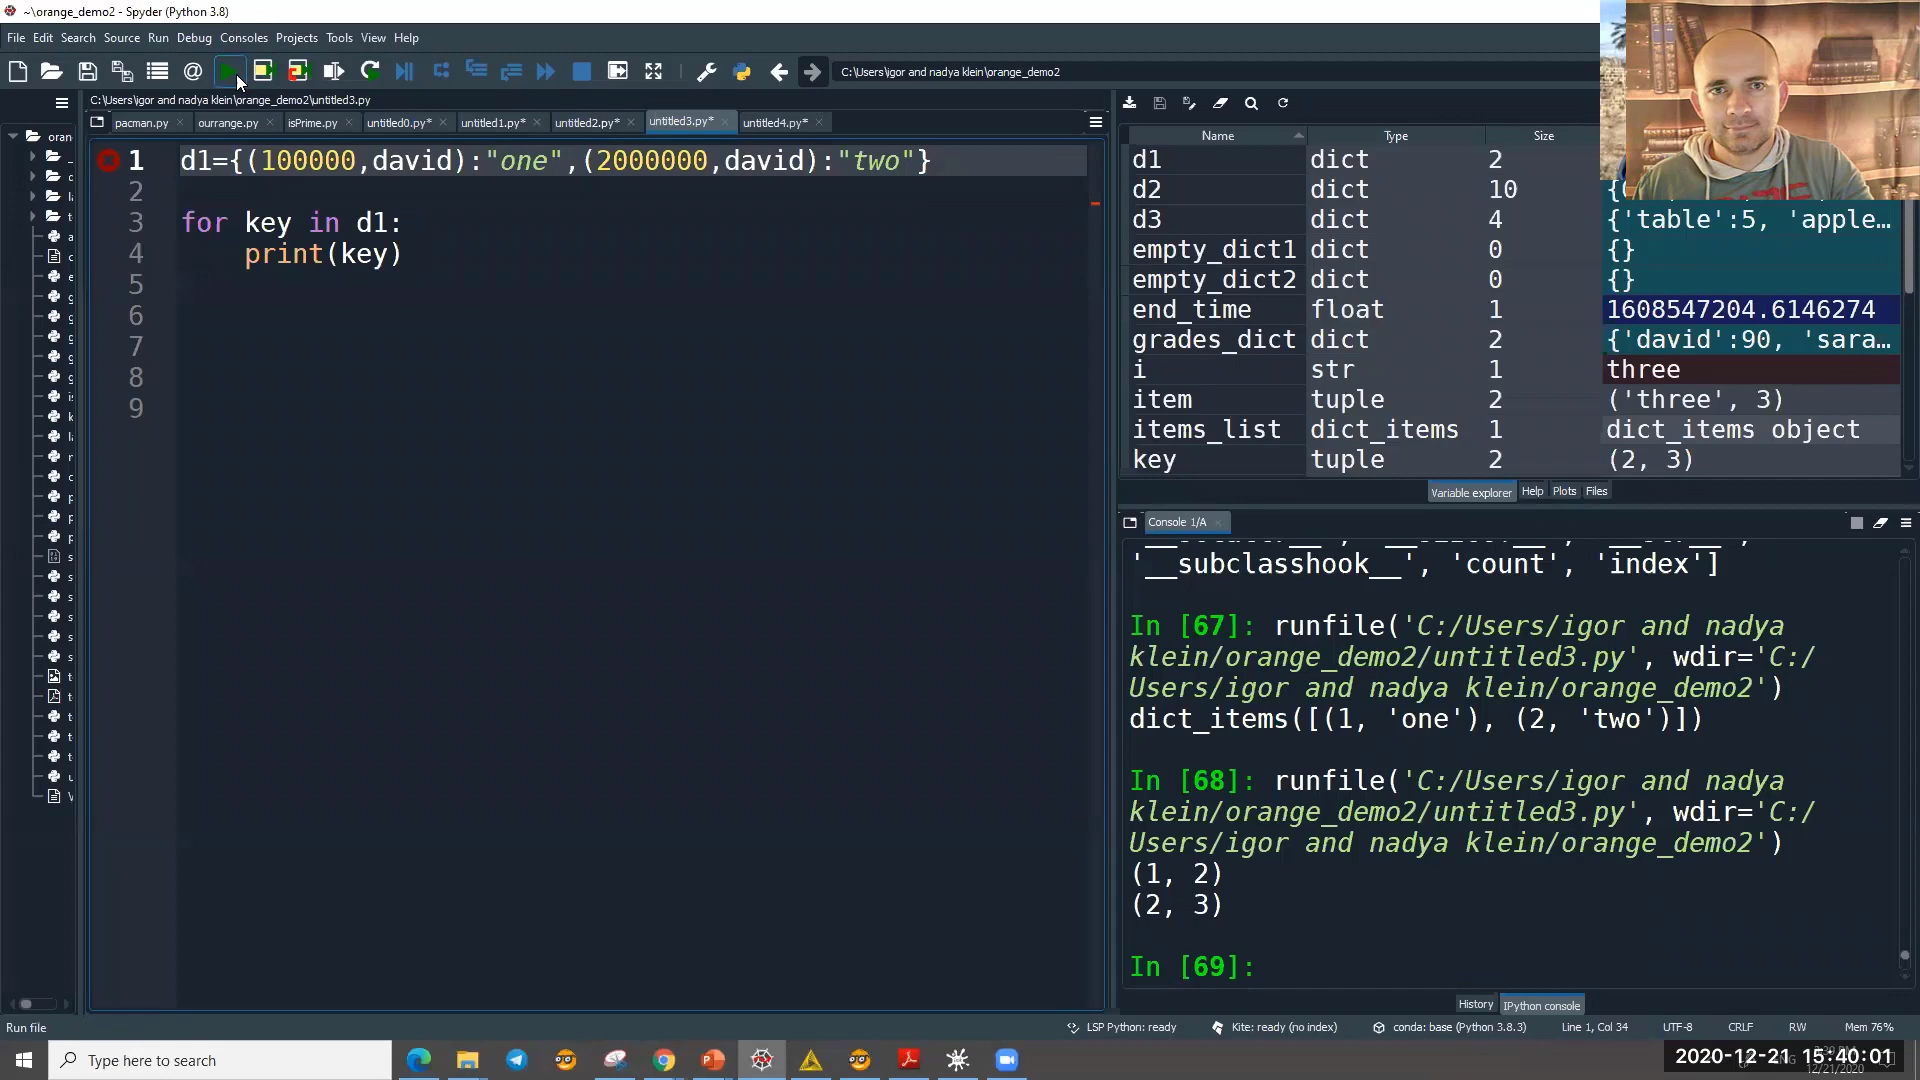 ~\orange_demo2 - Spyder (Python 3.8)
File Edit Search Source Run Debug Consoles Projects Tools View Help
C:\Users\igor and nadya klein\orange_demo2
C:\Users\igor and nadya klein\orange_demo2\untitled3.py
pacman.py ourrange.py isPrime.py untitled0.py* untitled1.py* untitled2.py* untitled3.py* untitled4.py*
oran
1 d1={(100000,david):"one",(2000000,david):"two"}
2
3 for key in d1:
4 print(key)
5
6
7
8
9
Name Type Size
d1 dict 2
d2 dict 10
d3 dict 4 {'table':5, 'apple...
empty_dict1 dict 0 {}
empty_dict2 dict 0 {}
end_time float 1 1608547204.6146274
grades_dict dict 2 {'david':90, 'sara...
i str 1 three
item tuple 2 ('three', 3)
items_list dict_items 1 dict_items object
key tuple 2 (2, 3)
Variable explorer Help Plots Files
Console 1/A
'__subclasshook__', 'count', 'index']
In [67]: runfile('C:/Users/igor and nadya
klein/orange_demo2/untitled3.py', wdir='C:/
Users/igor and nadya klein/orange_demo2')
dict_items([(1, 'one'), (2, 'two')])
In [68]: runfile('C:/Users/igor and nadya
klein/orange_demo2/untitled3.py', wdir='C:/
Users/igor and nadya klein/orange_demo2')
(1, 2)
(2, 3)
In [69]:
History IPython console
Run file LSP Python: ready Kite: ready (no index) conda: base (Python 3.8.3) Line 1, Col 34 UTF-8 CRLF RW Mem 76%
Type here to search
2020-12-21 15:40:01
12/21/2020